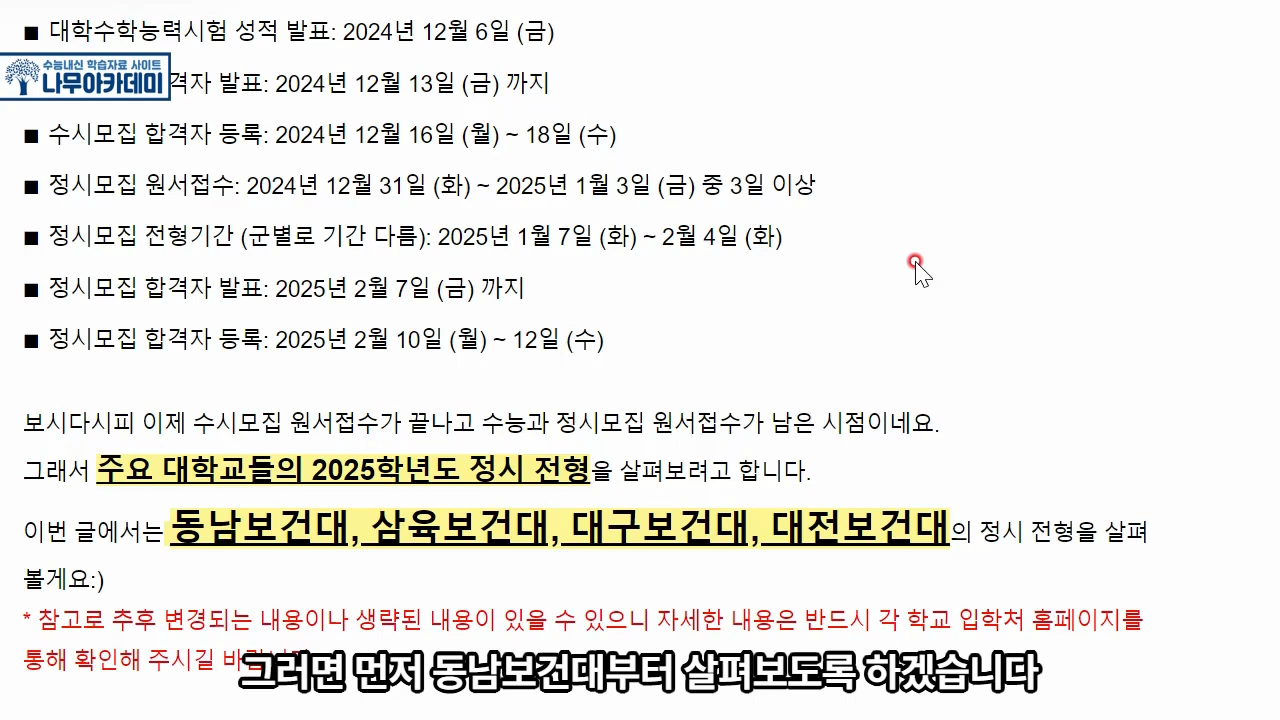 ■ 대학수학능력시험 성적 발표: 2024년 12월 6일 (금)
수능내신 학습자료 사이트
나무아카데미
격자 발표: 2024년 12월 13일 (금) 까지
■ 수시모집 합격자 등록: 2024년 12월 16일 (월) ~ 18일 (수)
■ 정시모집 원서접수: 2024년 12월 31일 (화) ~ 2025년 1월 3일 (금) 중 3일 이상
■ 정시모집 전형기간 (군별로 기간 다름): 2025년 1월 7일 (화) ~ 2월 4일 (화)
■ 정시모집 합격자 발표: 2025년 2월 7일 (금) 까지
■ 정시모집 합격자 등록: 2025년 2월 10일 (월) ~ 12일 (수)
보시다시피 이제 수시모집 원서접수가 끝나고 수능과 정시모집 원서접수가 남은 시점이네요.
그래서 주요 대학교들의 2025학년도 정시 전형을 살펴보려고 합니다.
이번 글에서는 동남보건대, 삼육보건대, 대구보건대, 대전보건대의 정시 전형을 살펴
볼게요:)
* 참고로 추후 변경되는 내용이나 생략된 내용이 있을 수 있으니 자세한 내용은 반드시 각 학교 입학처 홈페이지를
통해 확인해 주시길
그러면 먼저 동남보건대부터 살펴보도록 하겠습니다